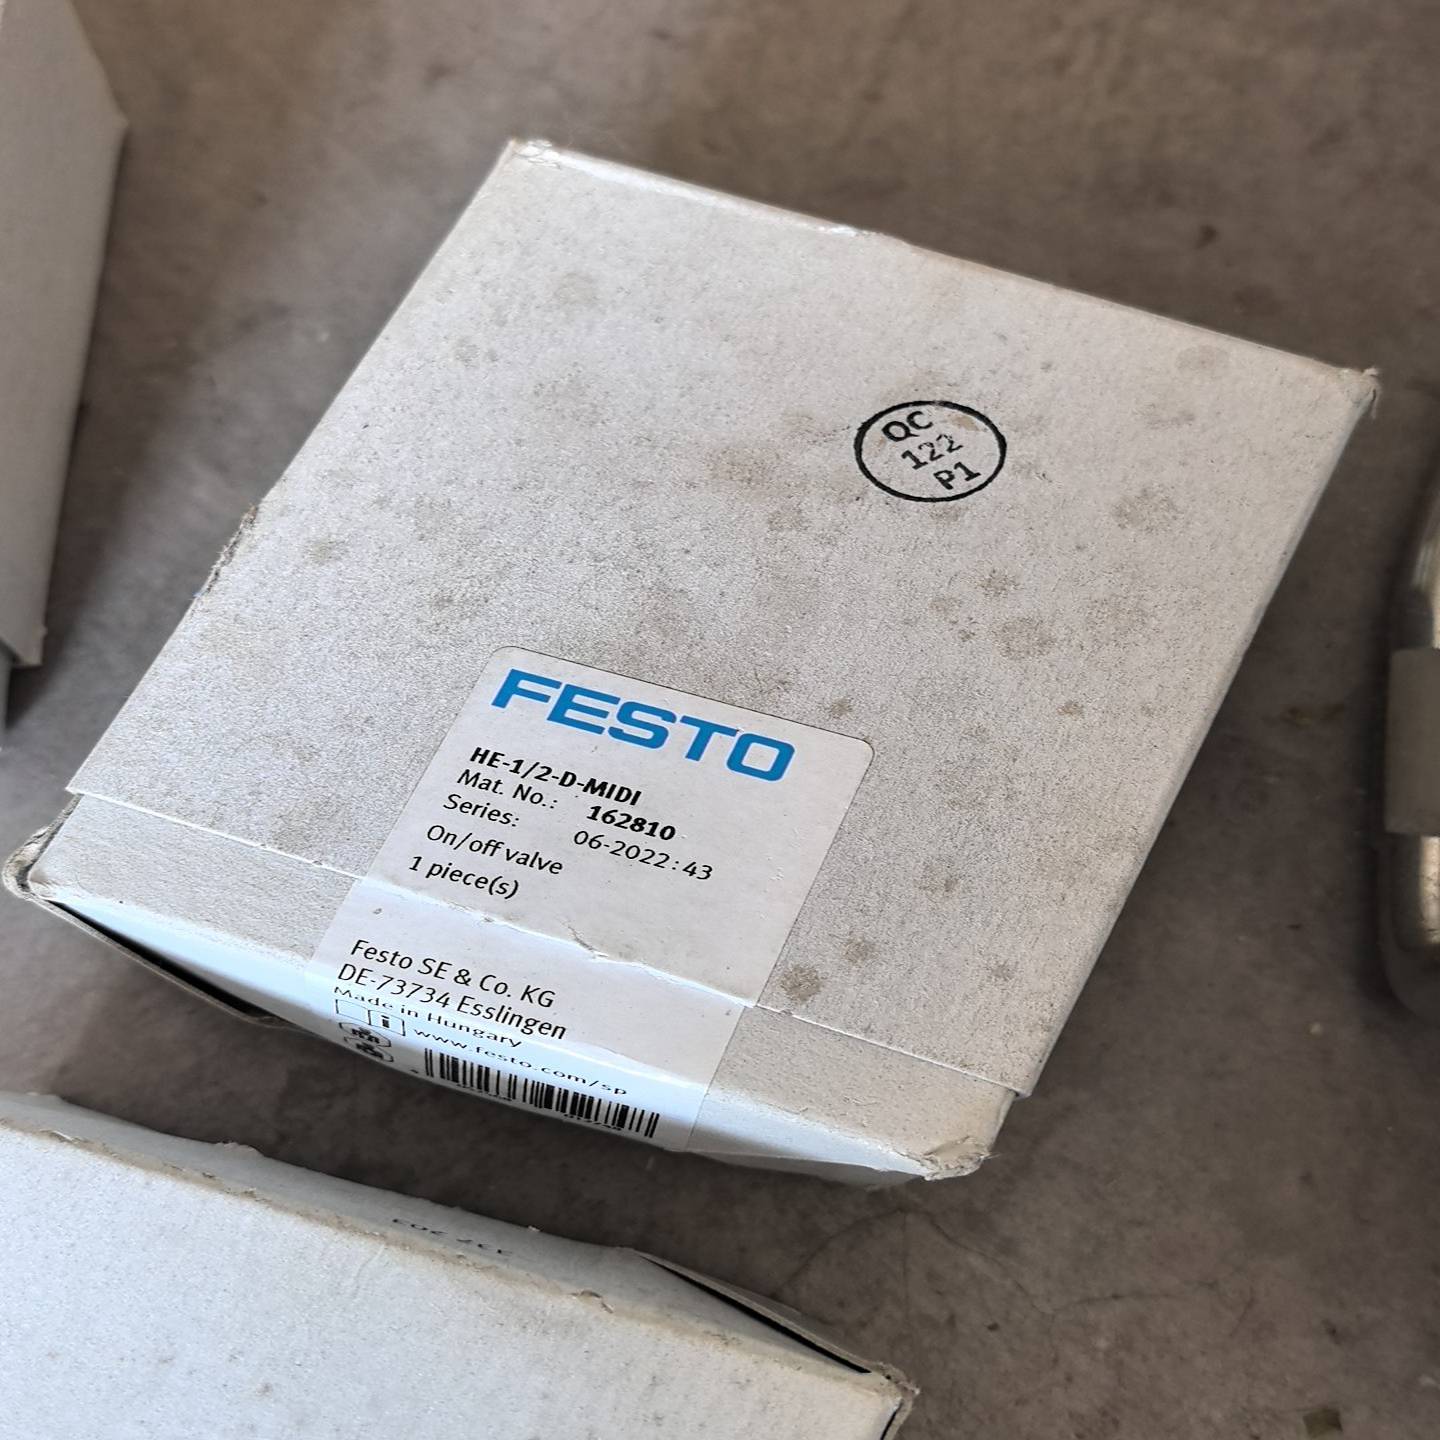 QC
122
P1
FESTO
HE-1/2-D-MIDI
Mat. No.: 162810
Series: 06-2022:43
On/off valve
1 piece(s)
Festo SE & Co. KG
DE-73734 Esslingen
Made in Hungary
www.festo.com/sp